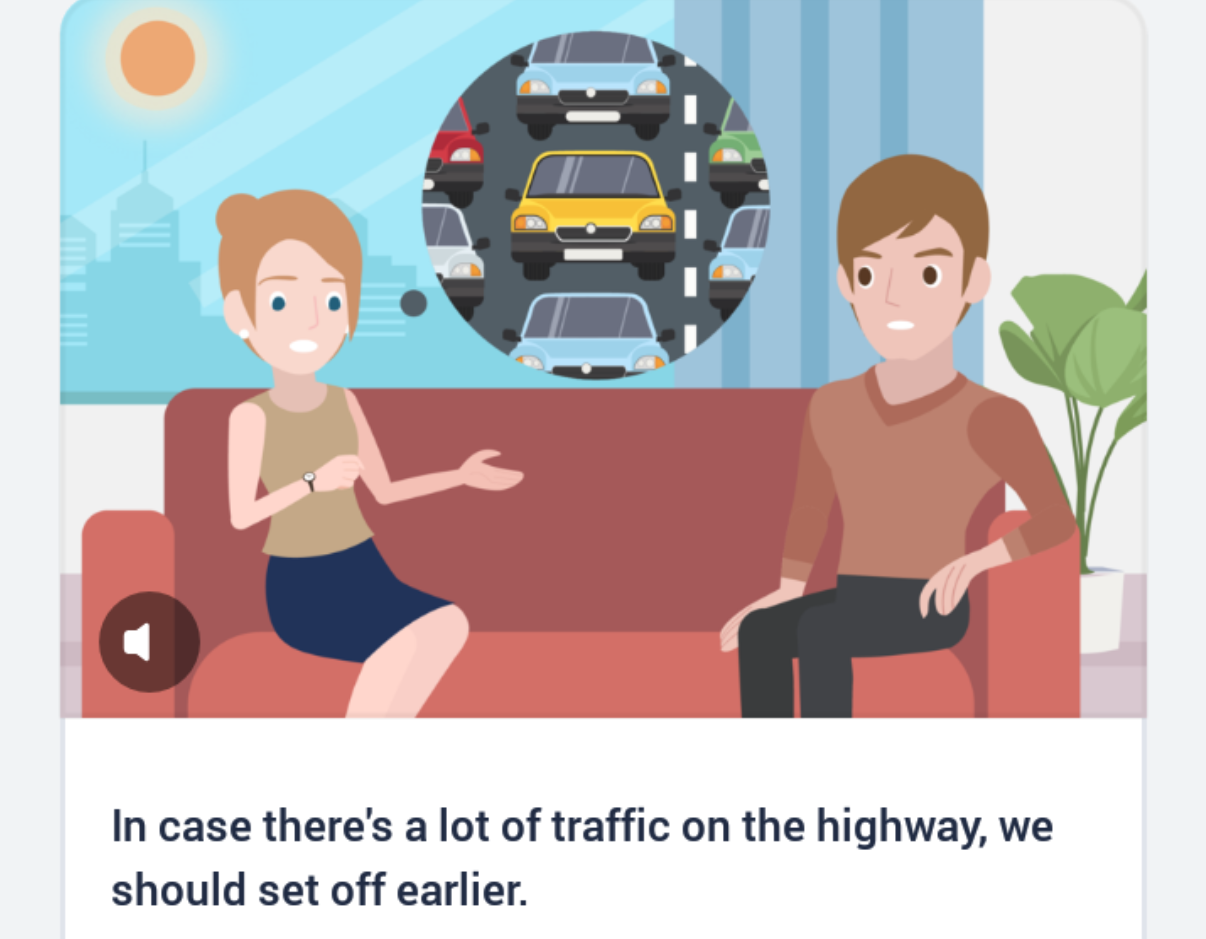 In case there's a lot of traffic on the highway, we
should set off earlier.